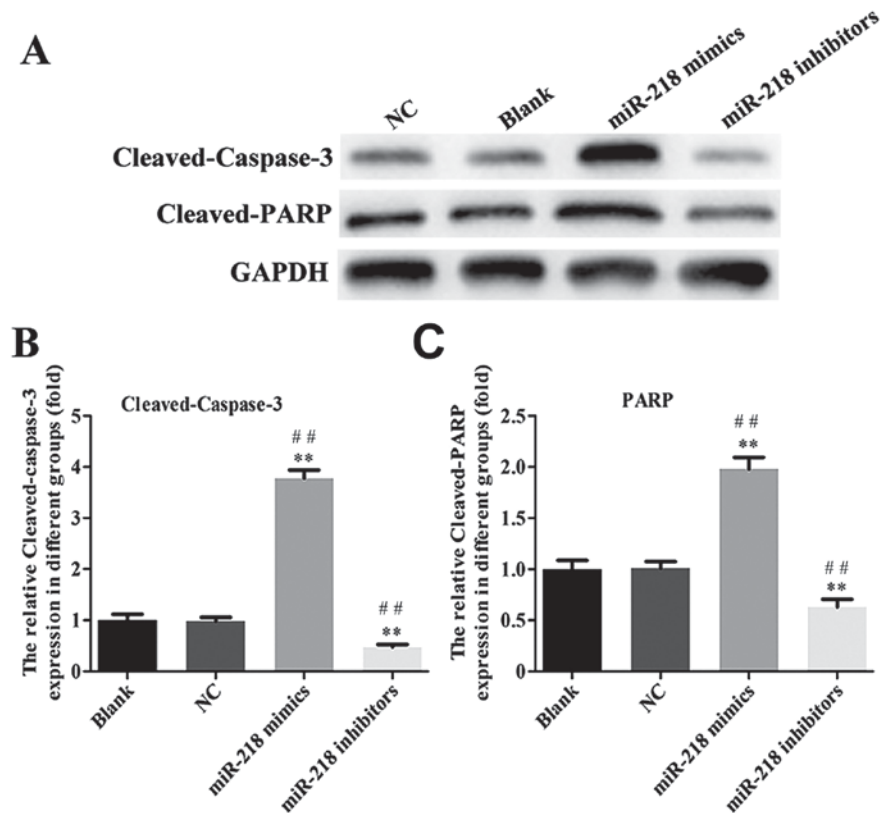 A
NC
Blank
miR-218 mimics
miR-218 inhibitors
Cleaved-Caspase-3
Cleaved-PARP
GAPDH
B
The relative Cleaved-caspase-3
expression in different groups (fold)
Cleaved-Caspase-3
5
4
3
2
1
0
# #
**
# #
**
Blank
NC
miR-218 mimics
miR-218 inhibitors
C
The relative Cleaved-PARP
expression in different groups (fold)
PARP
2.5
2.0
1.5
1.0
0.5
0
# #
**
# #
**
Blank
NC
miR-218 mimics
miR-218 inhibitors